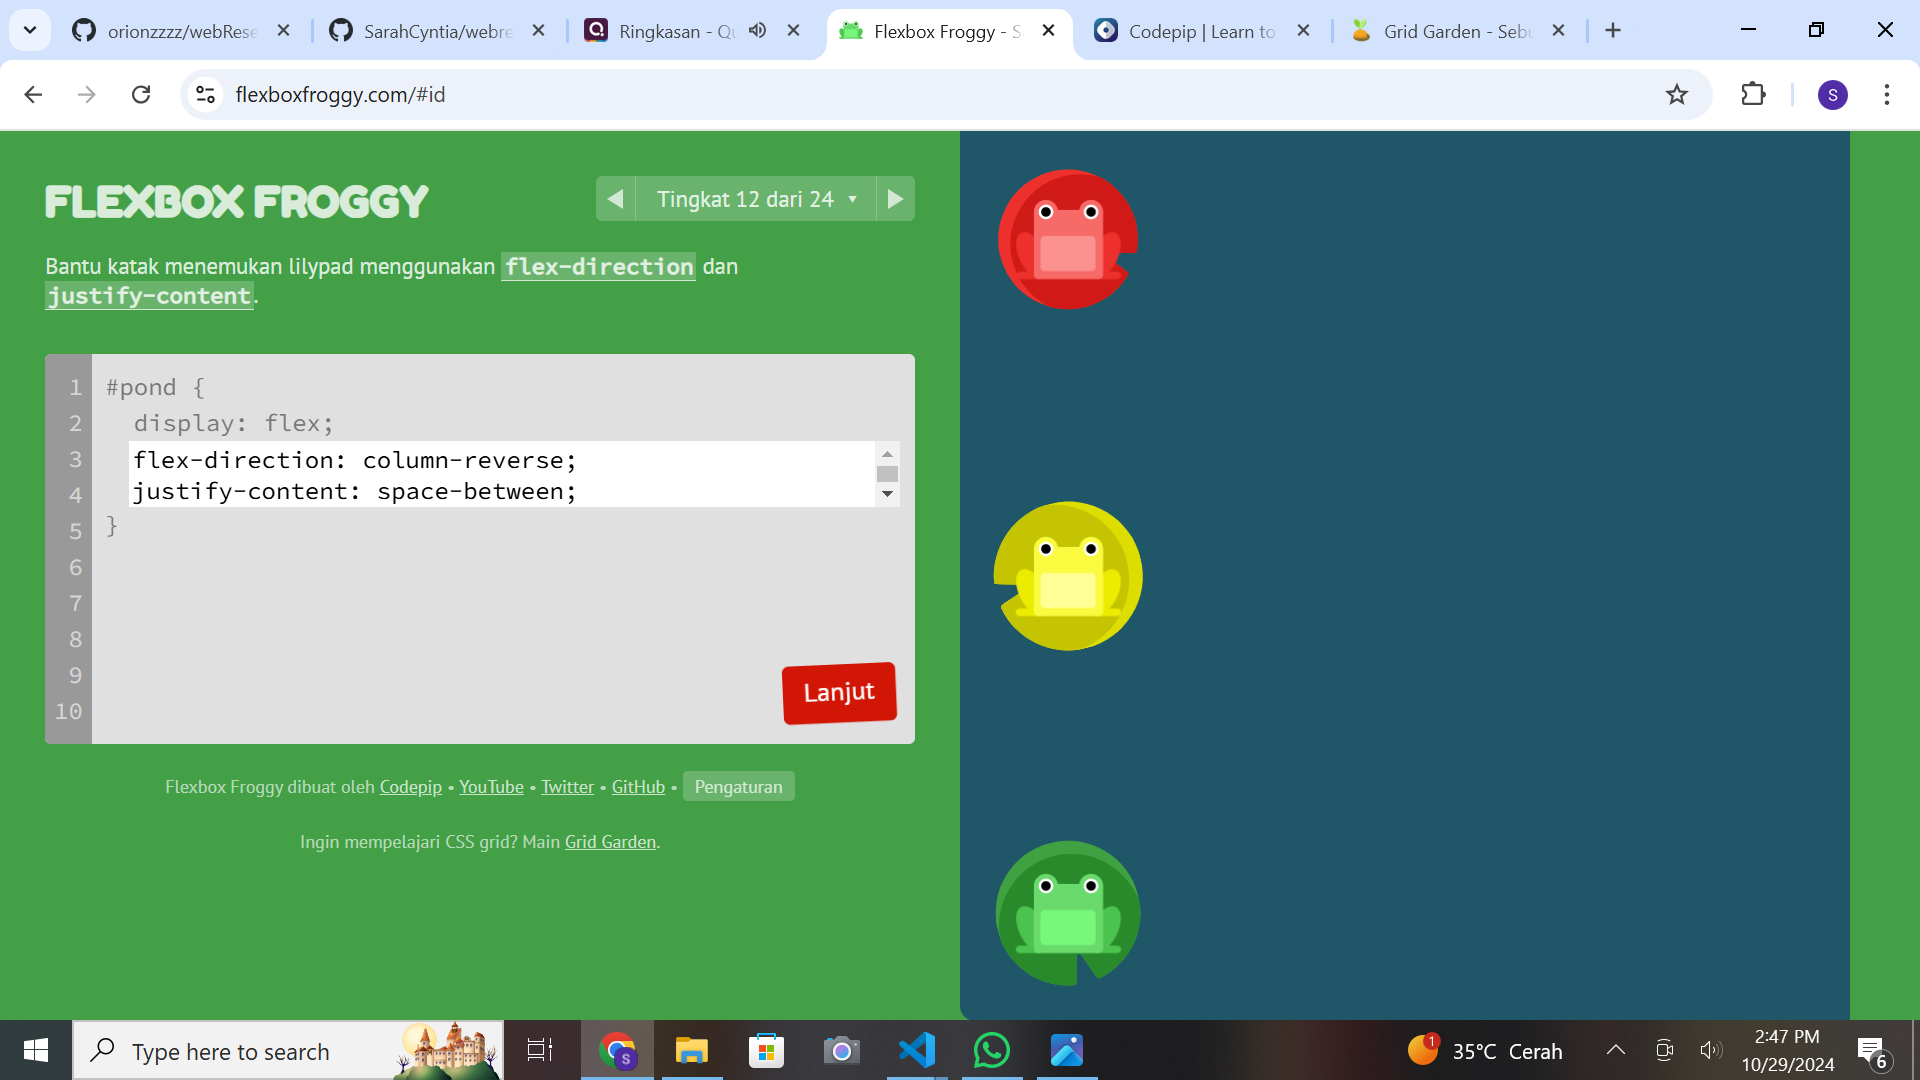 orionzzzz/webRese
SarahCyntia/webre
Ringkasan - Qu
Flexbox Froggy - S
Codepip | Learn to
Grid Garden - Sebu
flexboxfroggy.com/#id
S
FLEXBOX FROGGY
Tingkat 12 dari 24
Bantu katak menemukan lilypad menggunakan flex-direction dan
justify-content.
1 #pond {
2 display: flex;
3 flex-direction: column-reverse;
4 justify-content: space-between;
5 }
6
7
8
9
10
Lanjut
Flexbox Froggy dibuat oleh Codepip • YouTube • Twitter • GitHub • Pengaturan
Ingin mempelajari CSS grid? Main Grid Garden.
Type here to search
S
1
35°C Cerah
2:47 PM
10/29/2024
6